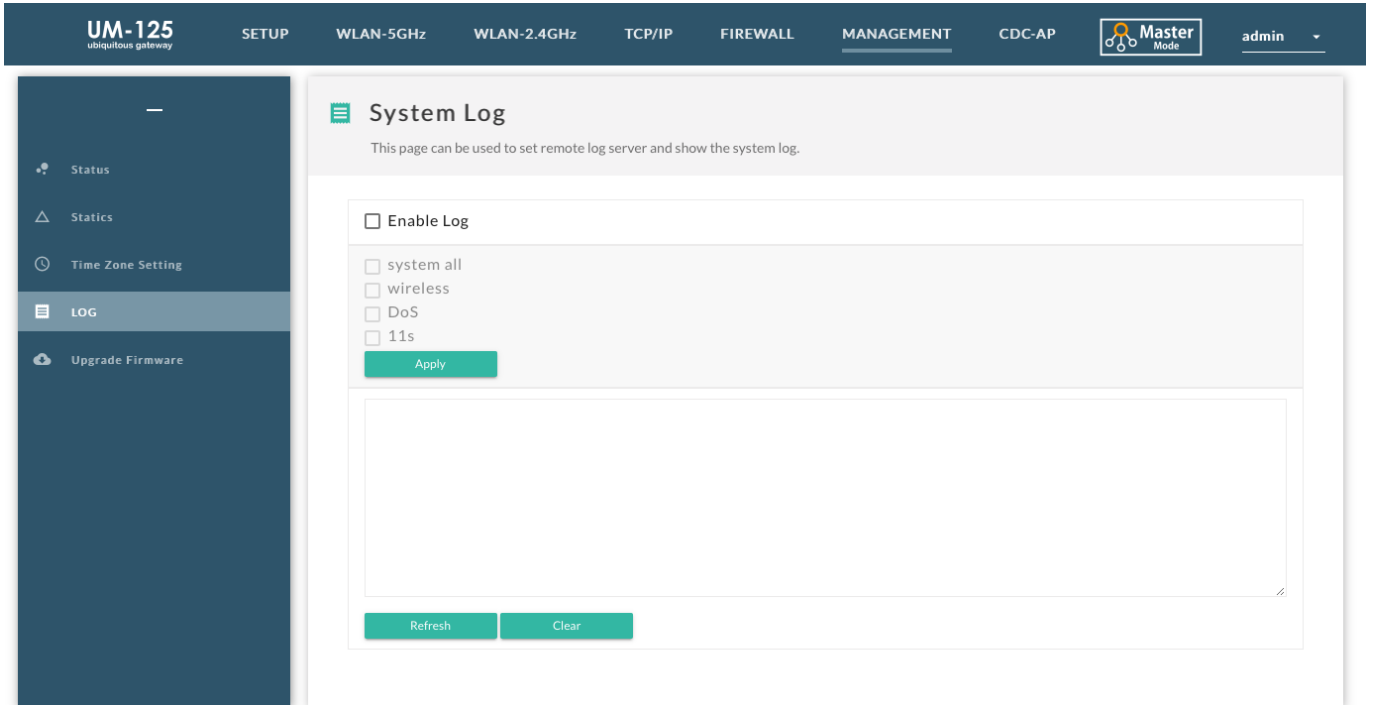 UM-125
ubiquitous gateway
SETUP
WLAN-5GHz
WLAN-2.4GHz
TCP/IP
FIREWALL
MANAGEMENT
CDC-AP
Master
Mode
admin
Status
Statics
Time Zone Setting
LOG
Upgrade Firmware
System Log
This page can be used to set remote log server and show the system log.
Enable Log
system all
wireless
DoS
11s
Apply
Refresh
Clear